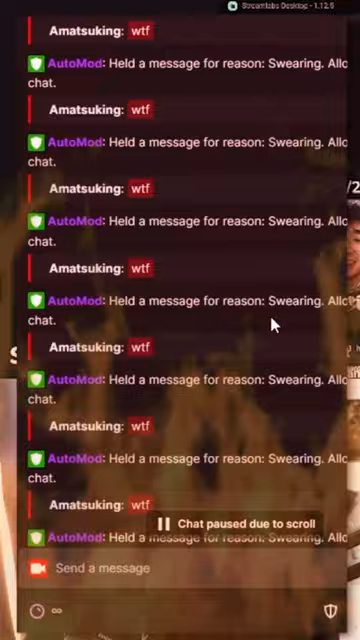 Streamlabs Desktop - 1.12.5
Amatsuking: wtf
AutoMod: Held a message for reason: Swearing. Allo
chat.
Amatsuking: wtf
AutoMod: Held a message for reason: Swearing. Allo
chat.
Amatsuking: wtf
AutoMod: Held a message for reason: Swearing. Allo
chat.
Amatsuking: wtf
AutoMod: Held a message for reason: Swearing. Allo
chat.
Amatsuking: wtf
AutoMod: Held a message for reason: Swearing. Allo
chat.
Amatsuking: wtf
AutoMod: Held a message for reason: Swearing. Allo
chat.
Amatsuking: wtf
Chat paused due to scroll
AutoMod: Held a message for reason: Swearing. Allo
Send a message